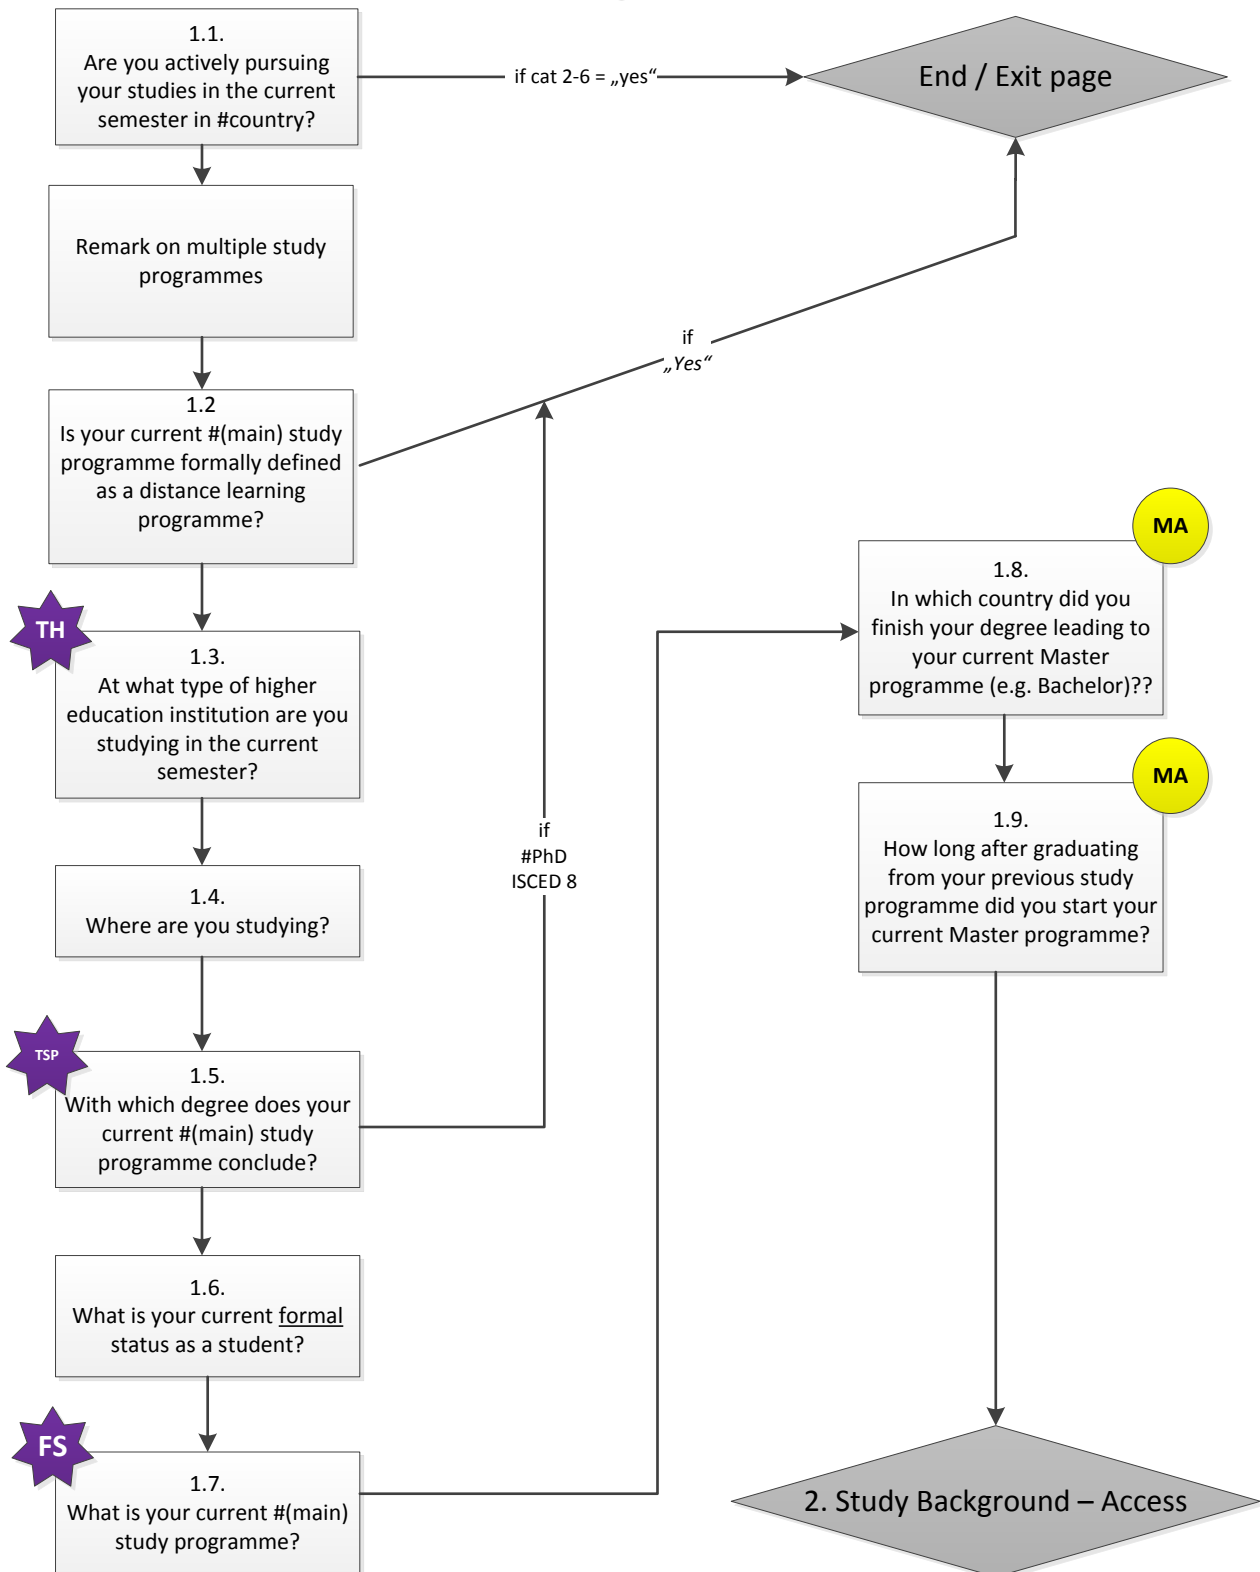 1.1.
Are you actively pursuing
your studies in the current
semester in #country?
if cat 2-6 = „yes“
End / Exit page
Remark on multiple study
programmes
if
„Yes“
1.2
Is your current #(main) study
programme formally defined
as a distance learning
programme?
TH
1.3.
At what type of higher
education institution are you
studying in the current
semester?
if
#PhD
ISCED 8
1.4.
Where are you studying?
TSP
1.5.
With which degree does your
current #(main) study
programme conclude?
1.6.
What is your current formal
status as a student?
FS
1.7.
What is your current #(main)
study programme?
MA
1.8.
In which country did you
finish your degree leading to
your current Master
programme (e.g. Bachelor)??
MA
1.9.
How long after graduating
from your previous study
programme did you start your
current Master programme?
2. Study Background – Access